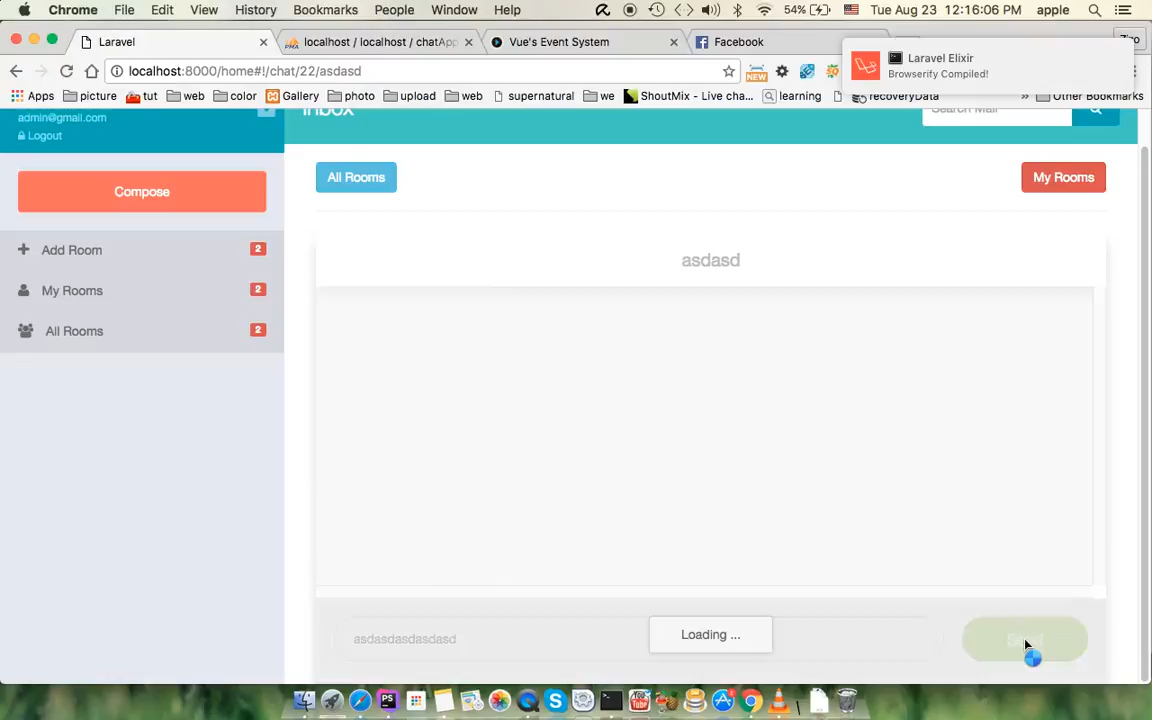 Chrome File Edit View History Bookmarks People Window Help 54% Tue Aug 23 12:16:06 PM apple
Laravel localhost / localhost / chatApp Vue's Event System Facebook
Laravel Elixir
Browserify Compiled!
localhost:8000/home#!/chat/22/asdasd NEW
Apps picture tut web color Gallery photo upload web supernatural we ShoutMix - Live cha... learning recoveryData » Other Bookmarks
admin@gmail.com Inbox Search Mail
Logout
All Rooms My Rooms
Compose
Add Room 2
asdasd
My Rooms 2
All Rooms 2
Loading ...
asdasdasdasdasd Send